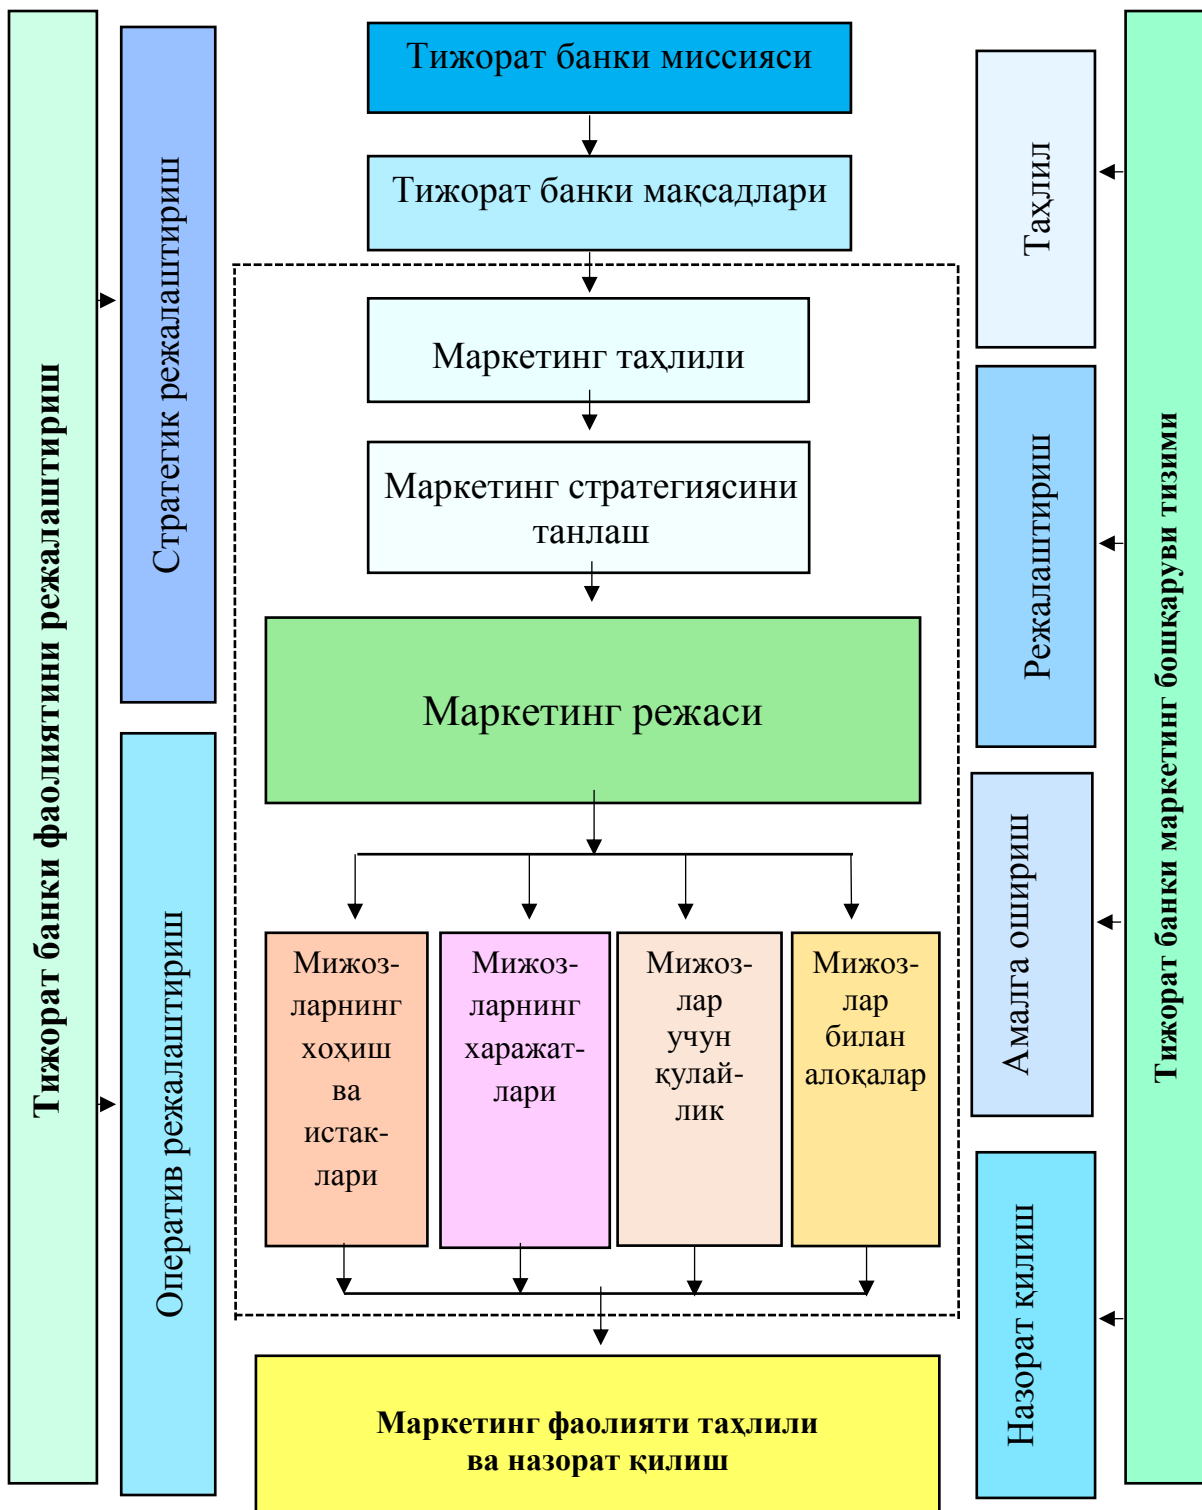 Тижорат банки фаолиятини режалаштириш
Стратегик режалаштириш
Оператив режалаштириш
Тижорат банки миссияси
Тижорат банки мақсадлари
Маркетинг таҳлили
Маркетинг стратегиясини
танлаш
Маркетинг режаси
Мижоз-
ларнинг
хоҳиш
ва
истак-
лари
Мижоз-
ларнинг
харажат-
лари
Мижоз-
лар
учун
қулай-
лик
Мижоз-
лар
билан
алоқалар
Маркетинг фаолияти таҳлили
ва назорат қилиш
Таҳлил
Режалаштириш
Амалга ошириш
Назорат қилиш
Тижорат банки маркетинг бошқаруви тизими